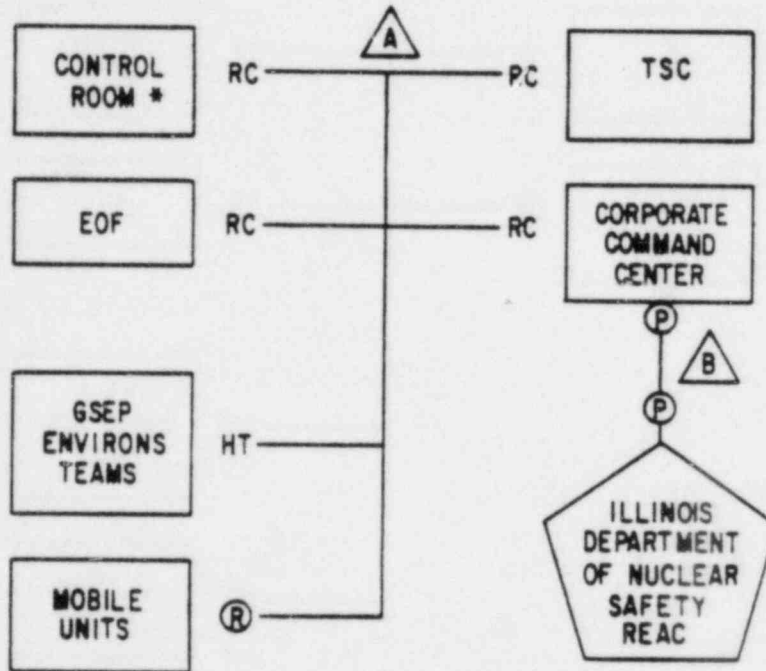 A
CONTROL
ROOM *
RC
RC
TSC
EOF
RC
RC
CORPORATE
COMMAND
CENTER
P
B
P
GSEP
ENVIRONS
TEAMS
HT
ILLINOIS
DEPARTMENT
OF NUCLEAR
SAFETY
REAC
MOBILE
UNITS
R